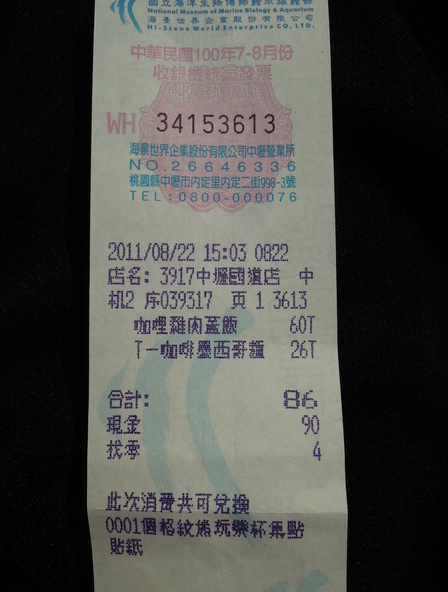 國立海洋生物博物館水族館部
National Museum of Marine Biology & Aquarium
海景世界企業股份有限公司
Hi-Scene World Enterprise CO., LTD.
中華民國100年7-8月份
收銀機統一發票
WH 34153613
海景世界企業股份有限公司中壢營業所
NO.26646336
桃園縣中壢市內定里內定二街998-3號
TEL:0800-000076
2011/08/22 15:03 0822
店名: 3917中壢國道店 中
机2 序039317 頁 1 3613
咖哩雞肉蓋飯 60T
T-咖啡墨西哥麵 26T
合計: 86
現金 90
找零 4
此次消費共可兌換
0001個格紋熊玩樂杯集點
貼紙